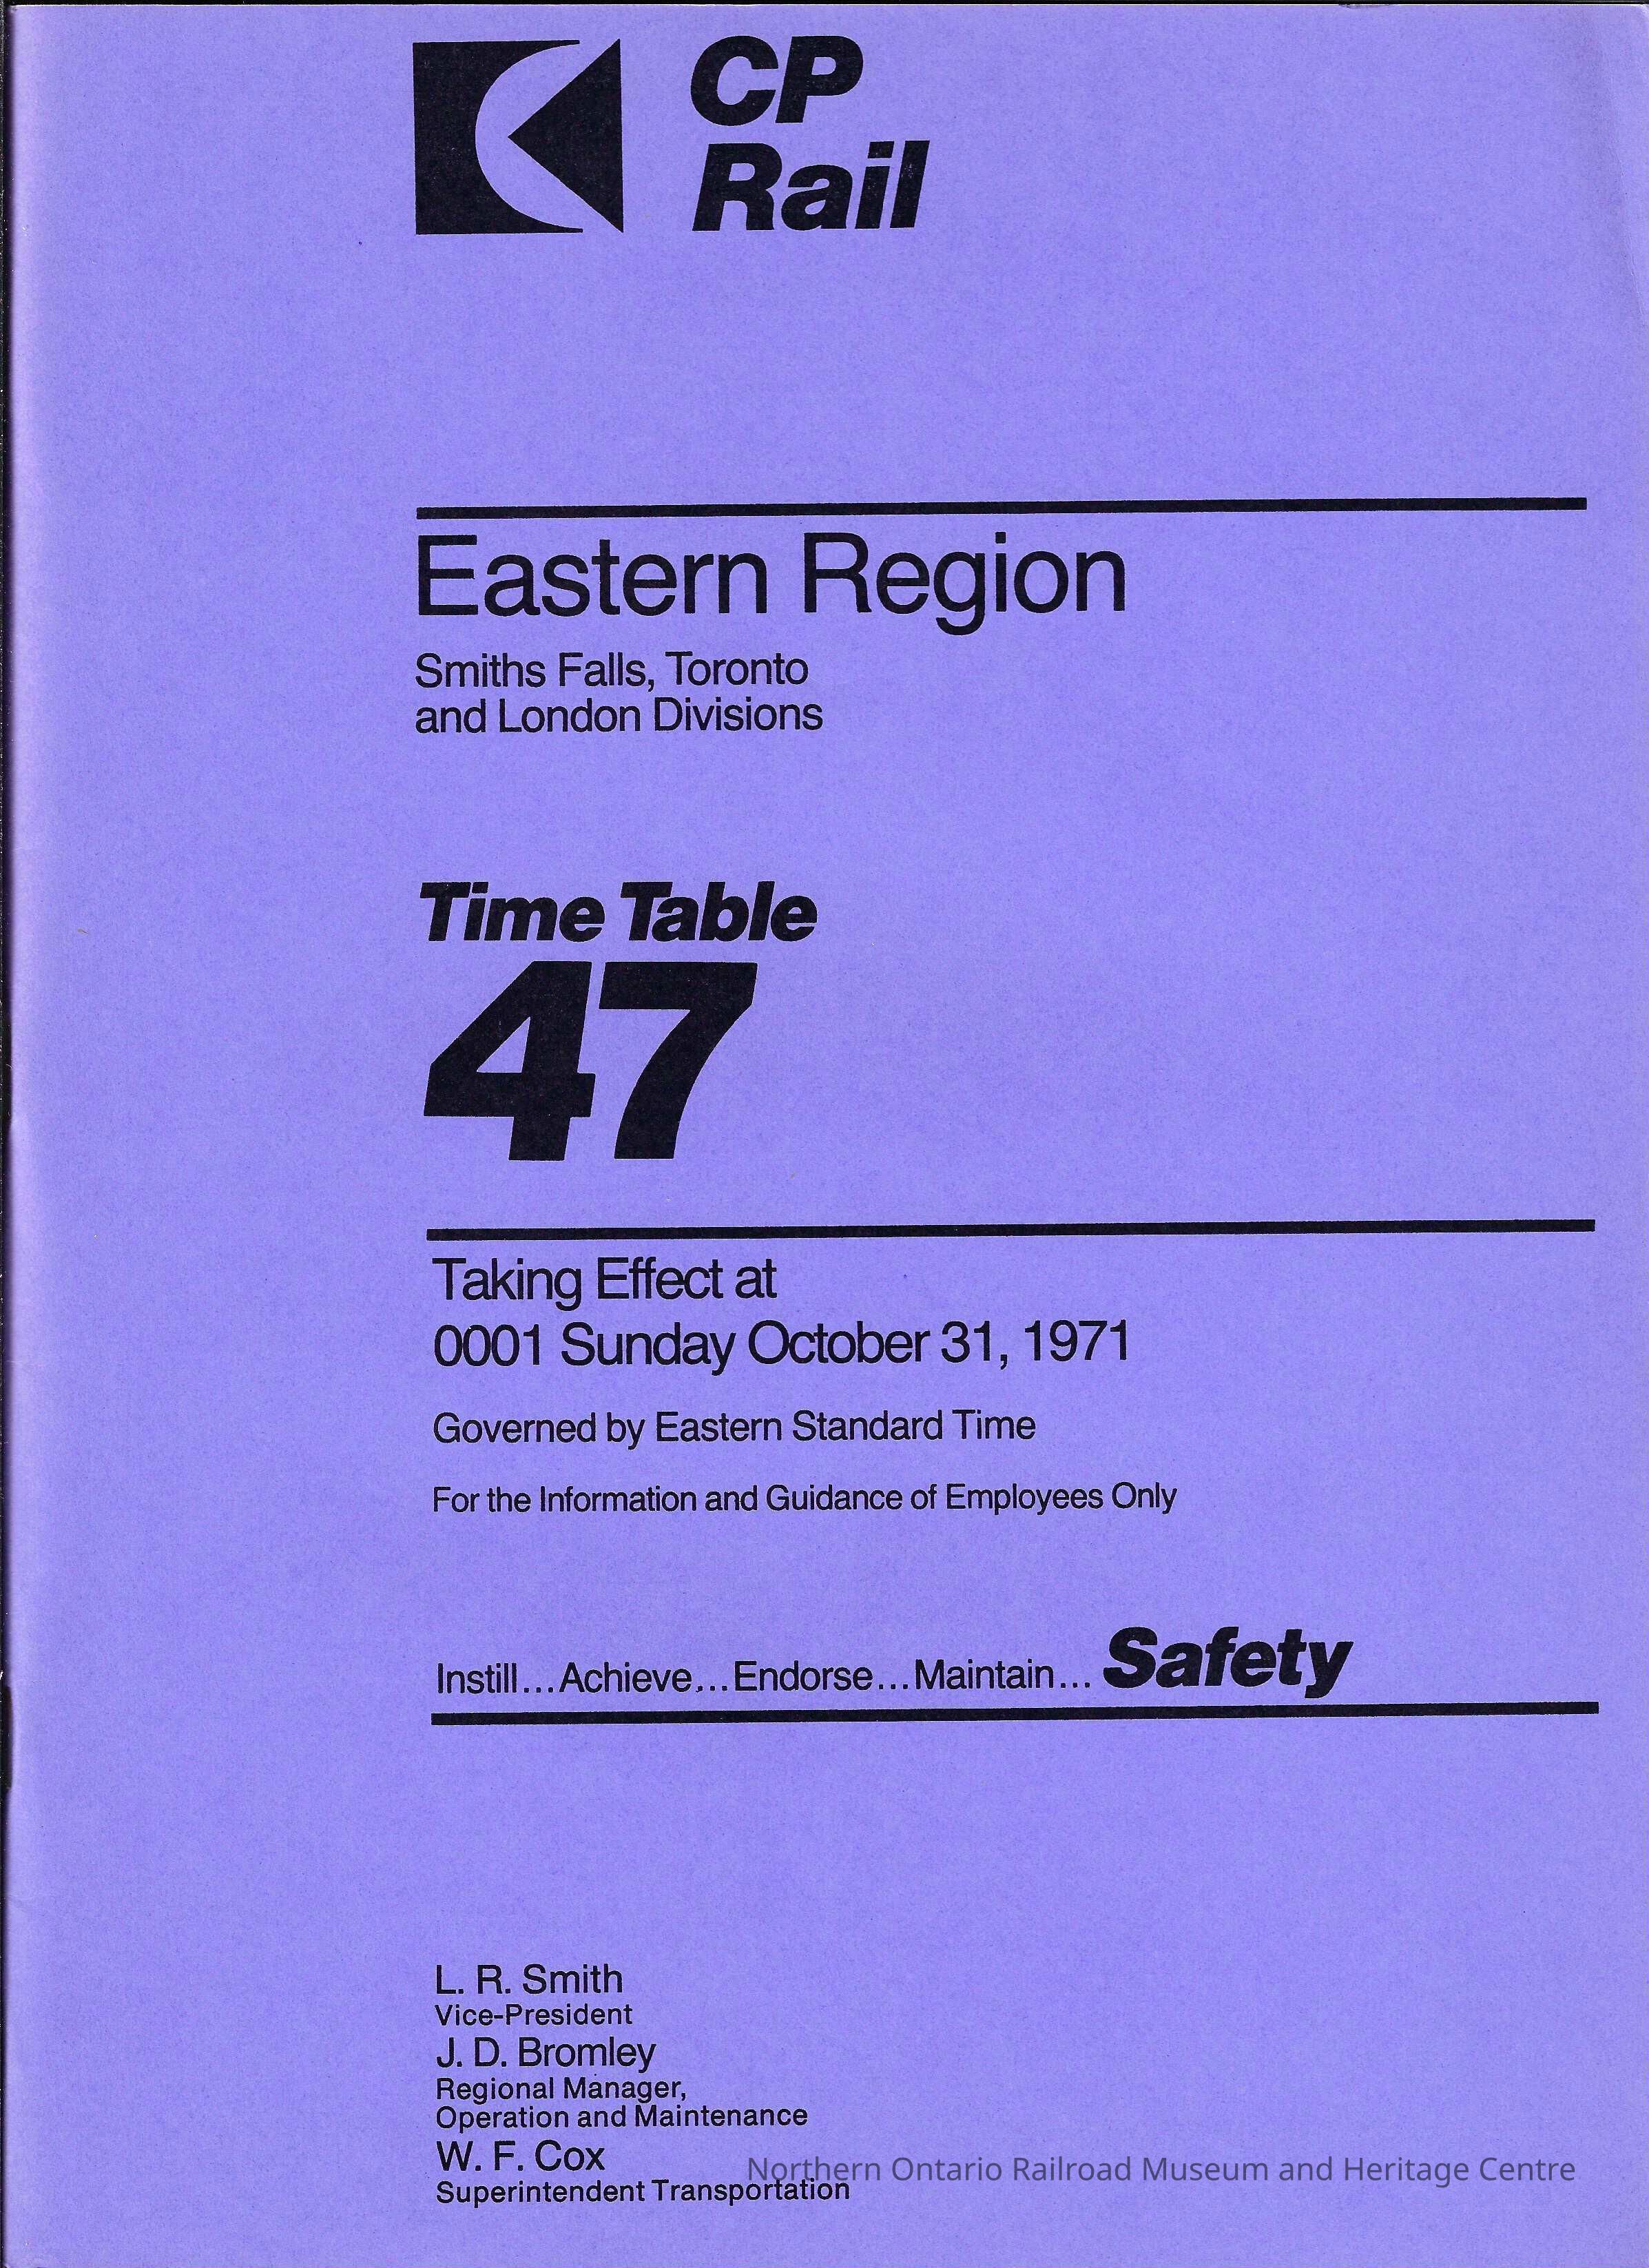 CP
Rail
Eastern Region
Smiths Falls, Toronto
and London Divisions
Time Table
47
Taking Effect at
0001 Sunday October 31, 1971
Governed by Eastern Standard Time
For the Information and Guidance of Employees Only
Instill...Achieve...Endorse...Maintain... Safety
L. R. Smith
Vice-President
J. D. Bromley
Regional Manager,
Operation and Maintenance
W. F. Cox
Superintendent Transportation
Northern Ontario Railroad Museum and Heritage Centre